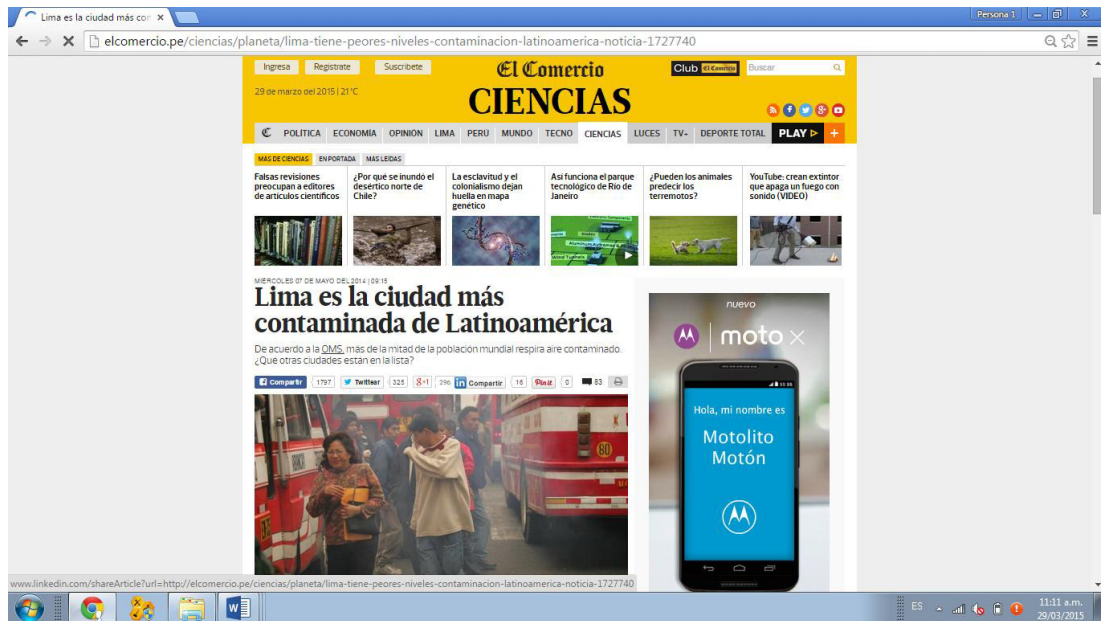 Lima es la ciudad más con
Persona 1
elcomercio.pe/ciencias/planeta/lima-tiene-peores-niveles-contaminacion-latinoamerica-noticia-1727740
Ingresa Registrate Suscribete
El Comercio
Club El Comercio
Buscar
29 de marzo del 2015 | 21°C
CIENCIAS
POLÍTICA ECONOMÍA OPINIÓN LIMA PERÚ MUNDO TECNO CIENCIAS LUCES TV+ DEPORTE TOTAL PLAY +
MÁS DE CIENCIAS EN PORTADA MÁS LEÍDAS
Falsas revisiones
preocupan a editores
de artículos científicos
¿Por qué se inundó el
desértico norte de
Chile?
La esclavitud y el
colonialismo dejan
huella en mapa
genético
Así funciona el parque
tecnológico de Río de
Janeiro
¿Pueden los animales
predecir los
terremotos?
YouTube: crean extintor
que apaga un fuego con
sonido (VIDEO)
MIÉRCOLES 07 DE MAYO DEL 2014 | 09:15
Lima es la ciudad más
contaminada de Latinoamérica
De acuerdo a la OMS, más de la mitad de la población mundial respira aire contaminado.
¿Qué otras ciudades están en la lista?
Compartir 1797 Twittear 325 g+1 296 in Compartir 16 Pin it 0 83
80
nuevo
moto x
Hola, mi nombre es
Motolito
Motón
www.linkedin.com/shareArticle?url=http://elcomercio.pe/ciencias/planeta/lima-tiene-peores-niveles-contaminacion-latinoamerica-noticia-1727740
ES
11:11 a.m.
29/03/2015